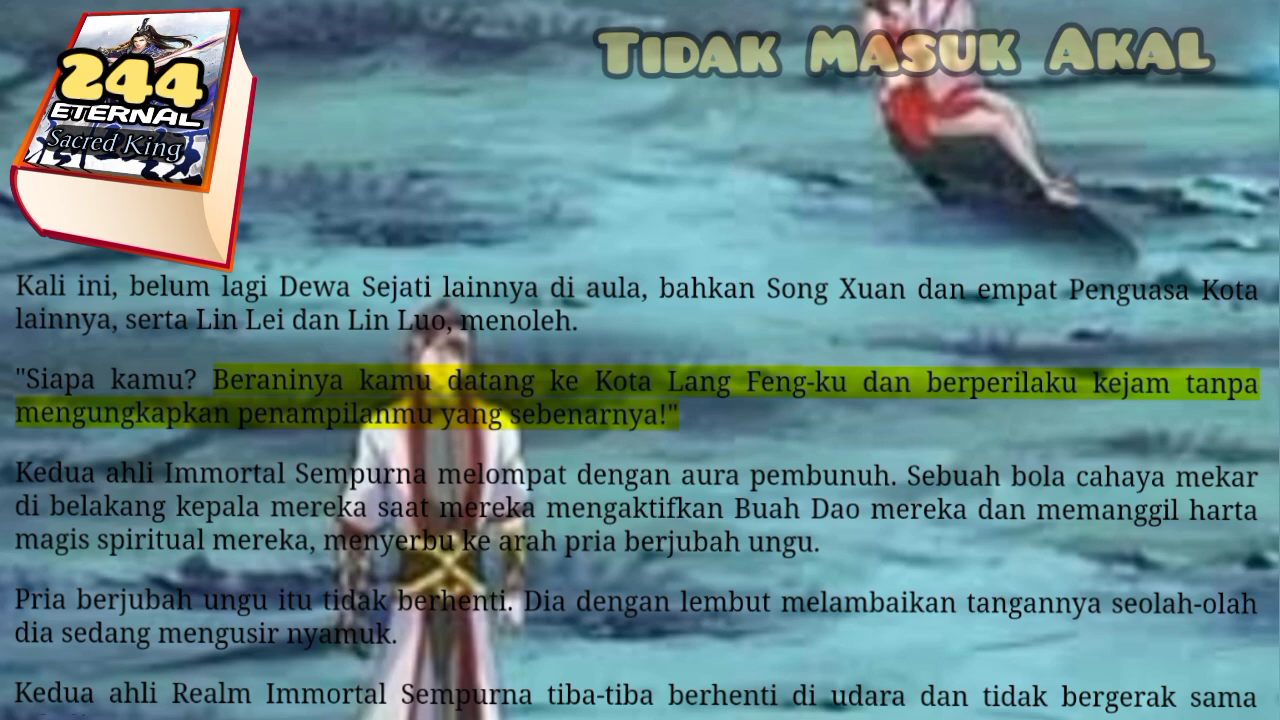 244
ETERNAL
Sacred King
Tidak Masuk Akal
Kali ini, belum lagi Dewa Sejati lainnya di aula, bahkan Song Xuan dan empat Penguasa Kota
lainnya, serta Lin Lei dan Lin Luo, menoleh.
"Siapa kamu? Beraninya kamu datang ke Kota Lang Feng-ku dan berperilaku kejam tanpa
mengungkapkan penampilanmu yang sebenarnya!"
Kedua ahli Immortal Sempurna melompat dengan aura pembunuh. Sebuah bola cahaya mekar
di belakang kepala mereka saat mereka mengaktifkan Buah Dao mereka dan memanggil harta
magis spiritual mereka, menyerbu ke arah pria berjubah ungu.
Pria berjubah ungu itu tidak berhenti. Dia dengan lembut melambaikan tangannya seolah-olah
dia sedang mengusir nyamuk.
Kedua ahli Realm Immortal Sempurna tiba-tiba berhenti di udara dan tidak bergerak sama